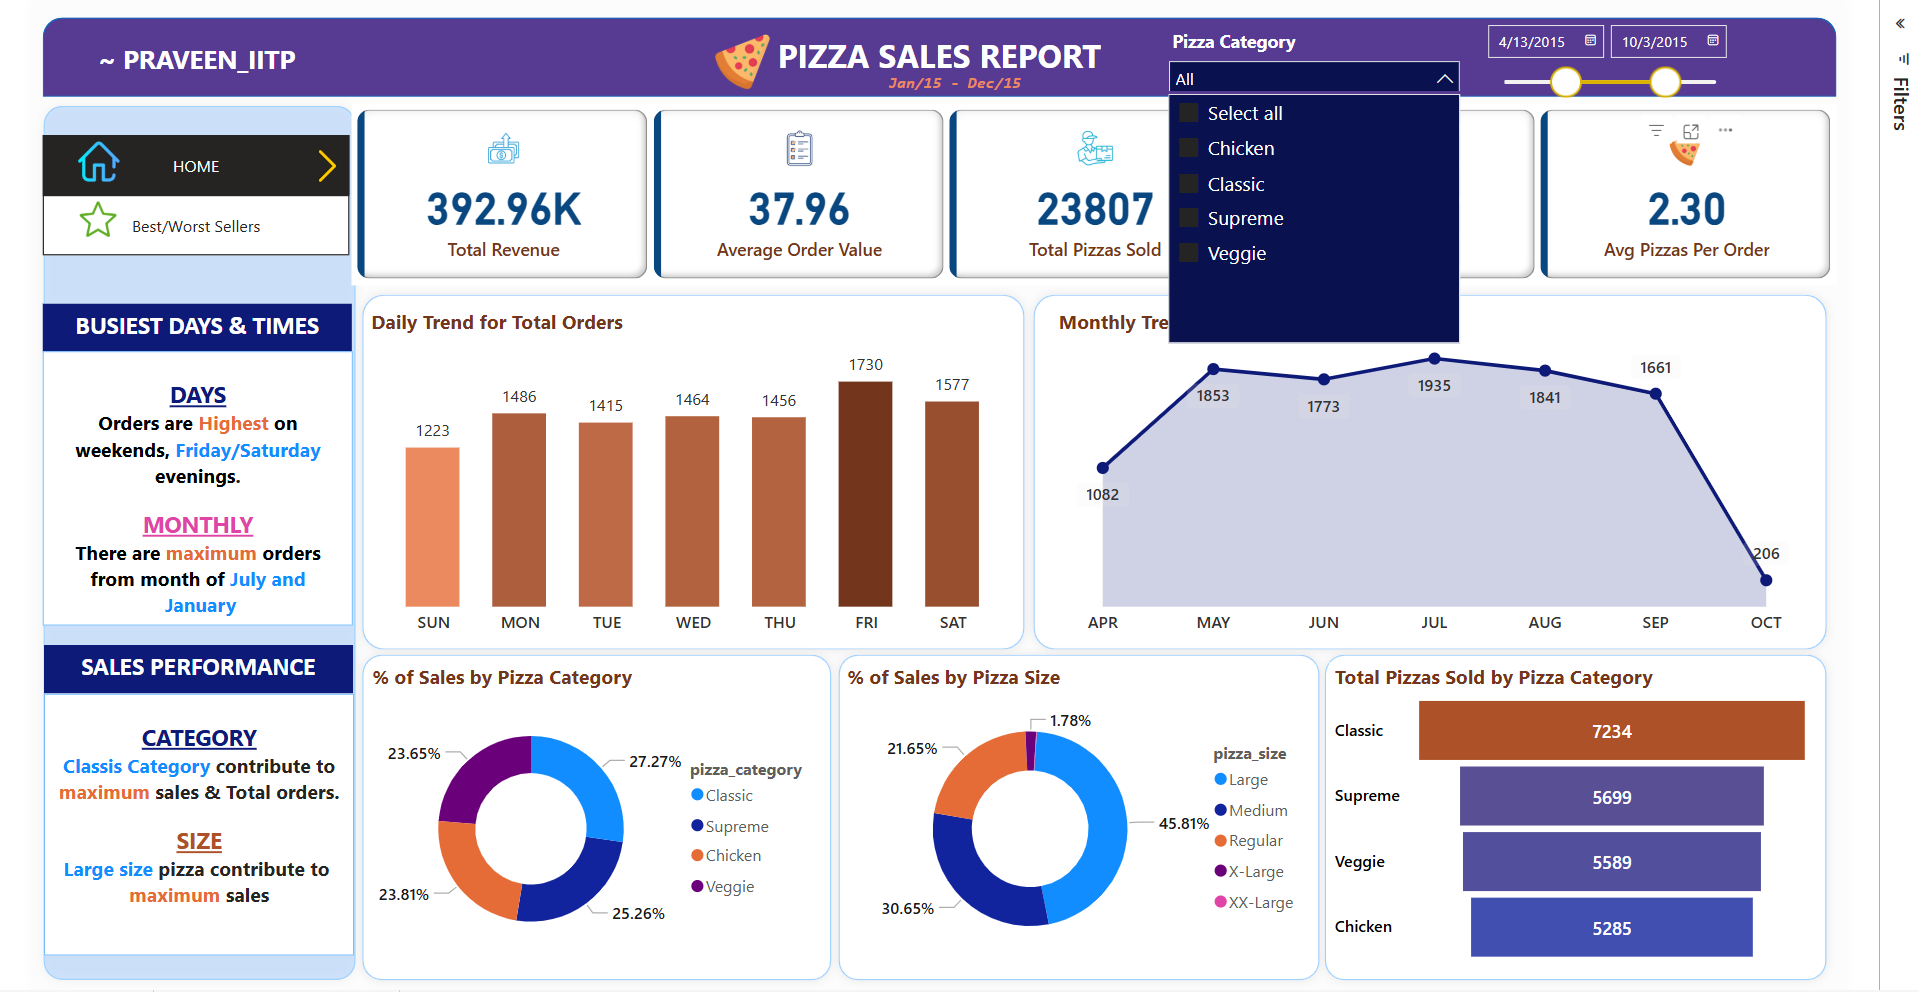 ~ PRAVEEN_IITP
PIZZA SALES REPORT
Jan/15 - Dec/15
Pizza Category
All
Select all
Chicken
Classic
Supreme
Veggie
4/13/2015
10/3/2015
Filters
HOME
Best/Worst Sellers
392.96K
Total Revenue
37.96
Average Order Value
23807
Total Pizzas Sold
2.30
Avg Pizzas Per Order
BUSIEST DAYS & TIMES
DAYS
Orders are Highest on
weekends, Friday/Saturday
evenings.
MONTHLY
There are maximum orders
from month of July and
January
SALES PERFORMANCE
CATEGORY
Classis Category contribute to
maximum sales & Total orders.
SIZE
Large size pizza contribute to
maximum sales
Daily Trend for Total Orders
1223
1486
1415
1464
1456
1730
1577
SUN
MON
TUE
WED
THU
FRI
SAT
Monthly Tre
1082
1853
1773
1935
1841
1661
206
APR
MAY
JUN
JUL
AUG
SEP
OCT
% of Sales by Pizza Category
23.65%
27.27%
23.81%
25.26%
pizza_category
Classic
Supreme
Chicken
Veggie
% of Sales by Pizza Size
1.78%
21.65%
45.81%
30.65%
pizza_size
Large
Medium
Regular
X-Large
XX-Large
Total Pizzas Sold by Pizza Category
Classic 7234
Supreme 5699
Veggie 5589
Chicken 5285